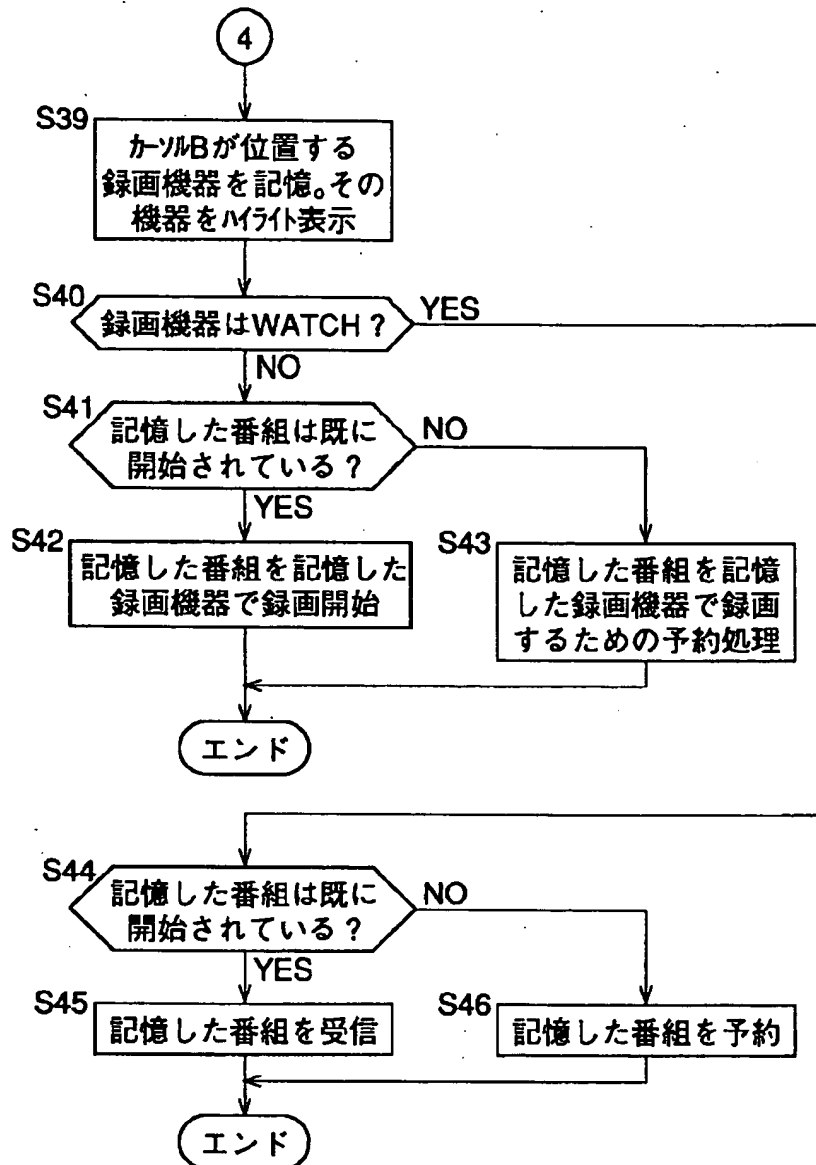 4
S39
カーソルBが位置する
録画機器を記憶。その
機器をハイライト表示
S40
録画機器はWATCH?
YES
NO
S41
記憶した番組は既に
開始されている?
NO
YES
S42
記憶した番組を記憶した
録画機器で録画開始
S43
記憶した番組を記憶
した録画機器で録画
するための予約処理
エンド
S44
記憶した番組は既に
開始されている?
NO
YES
S45
記憶した番組を受信
S46
記憶した番組を予約
エンド